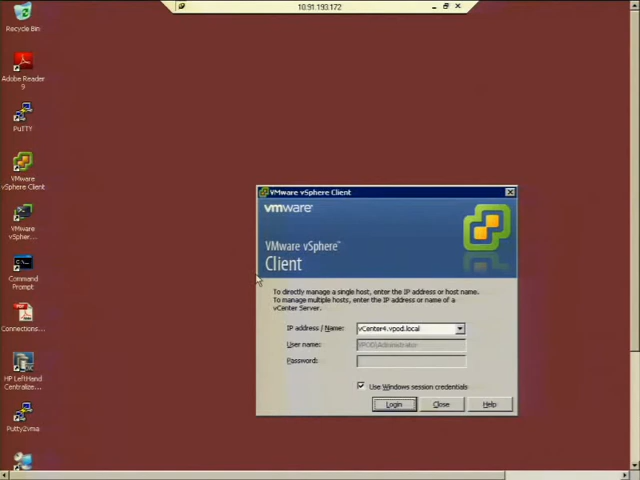 10.91.193.172
Recycle Bin
Adobe Reader
9
PuTTY
VMware
vSphere Client
VMware
vSpher...
Command
Prompt
Connections...
HP LeftHand
Centralize...
Putty2vma
VMware vSphere Client
vmware
VMware vSphere™
Client
To directly manage a single host, enter the IP address or host name.
To manage multiple hosts, enter the IP address or name of a
vCenter Server.
IP address / Name: vCenter4.vpod.local
User name: VPOD\Administrator
Password:
Use Windows session credentials
Login Close Help